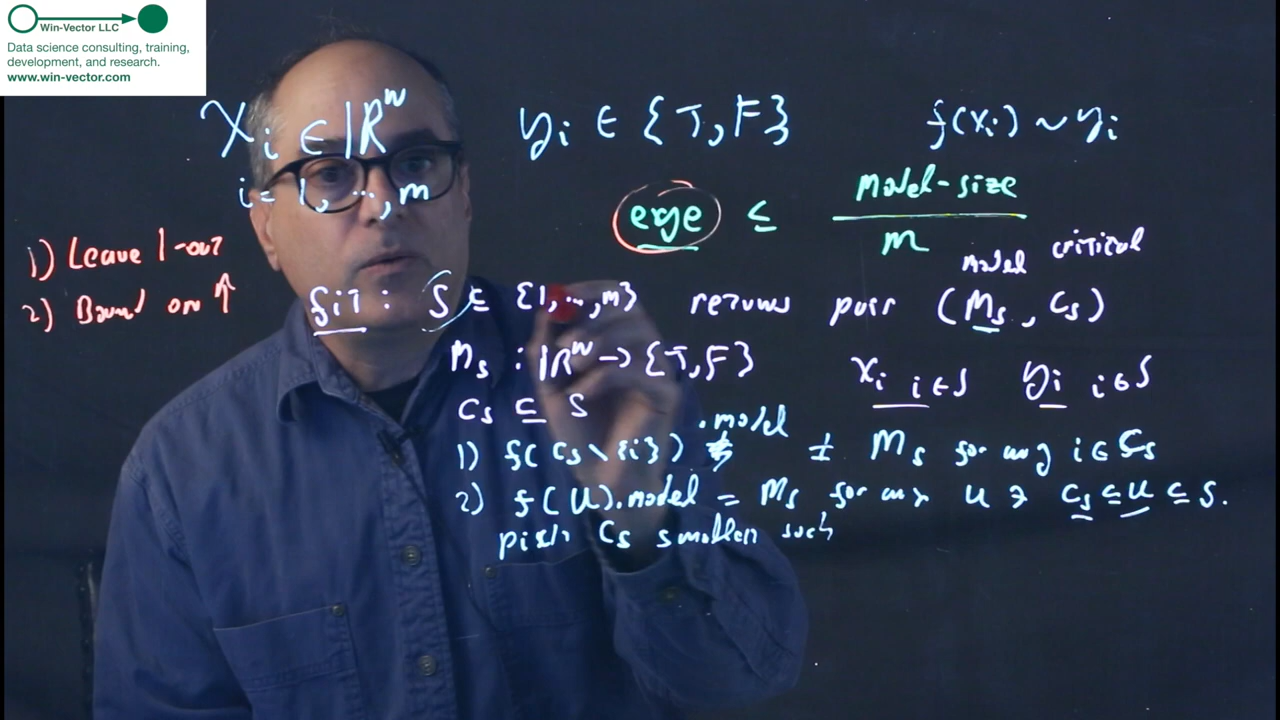 Win-Vector LLC
Data science consulting, training,
development, and research.
www.win-vector.com
Xi ∈ ℝⁿ yi ∈ {T, F} f(xi) ~ yi
i = 1, ..., m
model-size
≤
m
1) Leave 1-out
2) Bound on ↑
model critical
fit : S ⊆ {1, ..., m} returns pair (Ms, Cs)
Ms : ℝⁿ → {T, F} xi i∈S yi i∈S
Cs ⊆ S
1) f(Cs \ {i}) .model ≠ Ms for any i ∈ Cs
2) f(U).model = Ms for any U ∋ Cs ⊆ U ⊆ S.
pick Cs smallest such